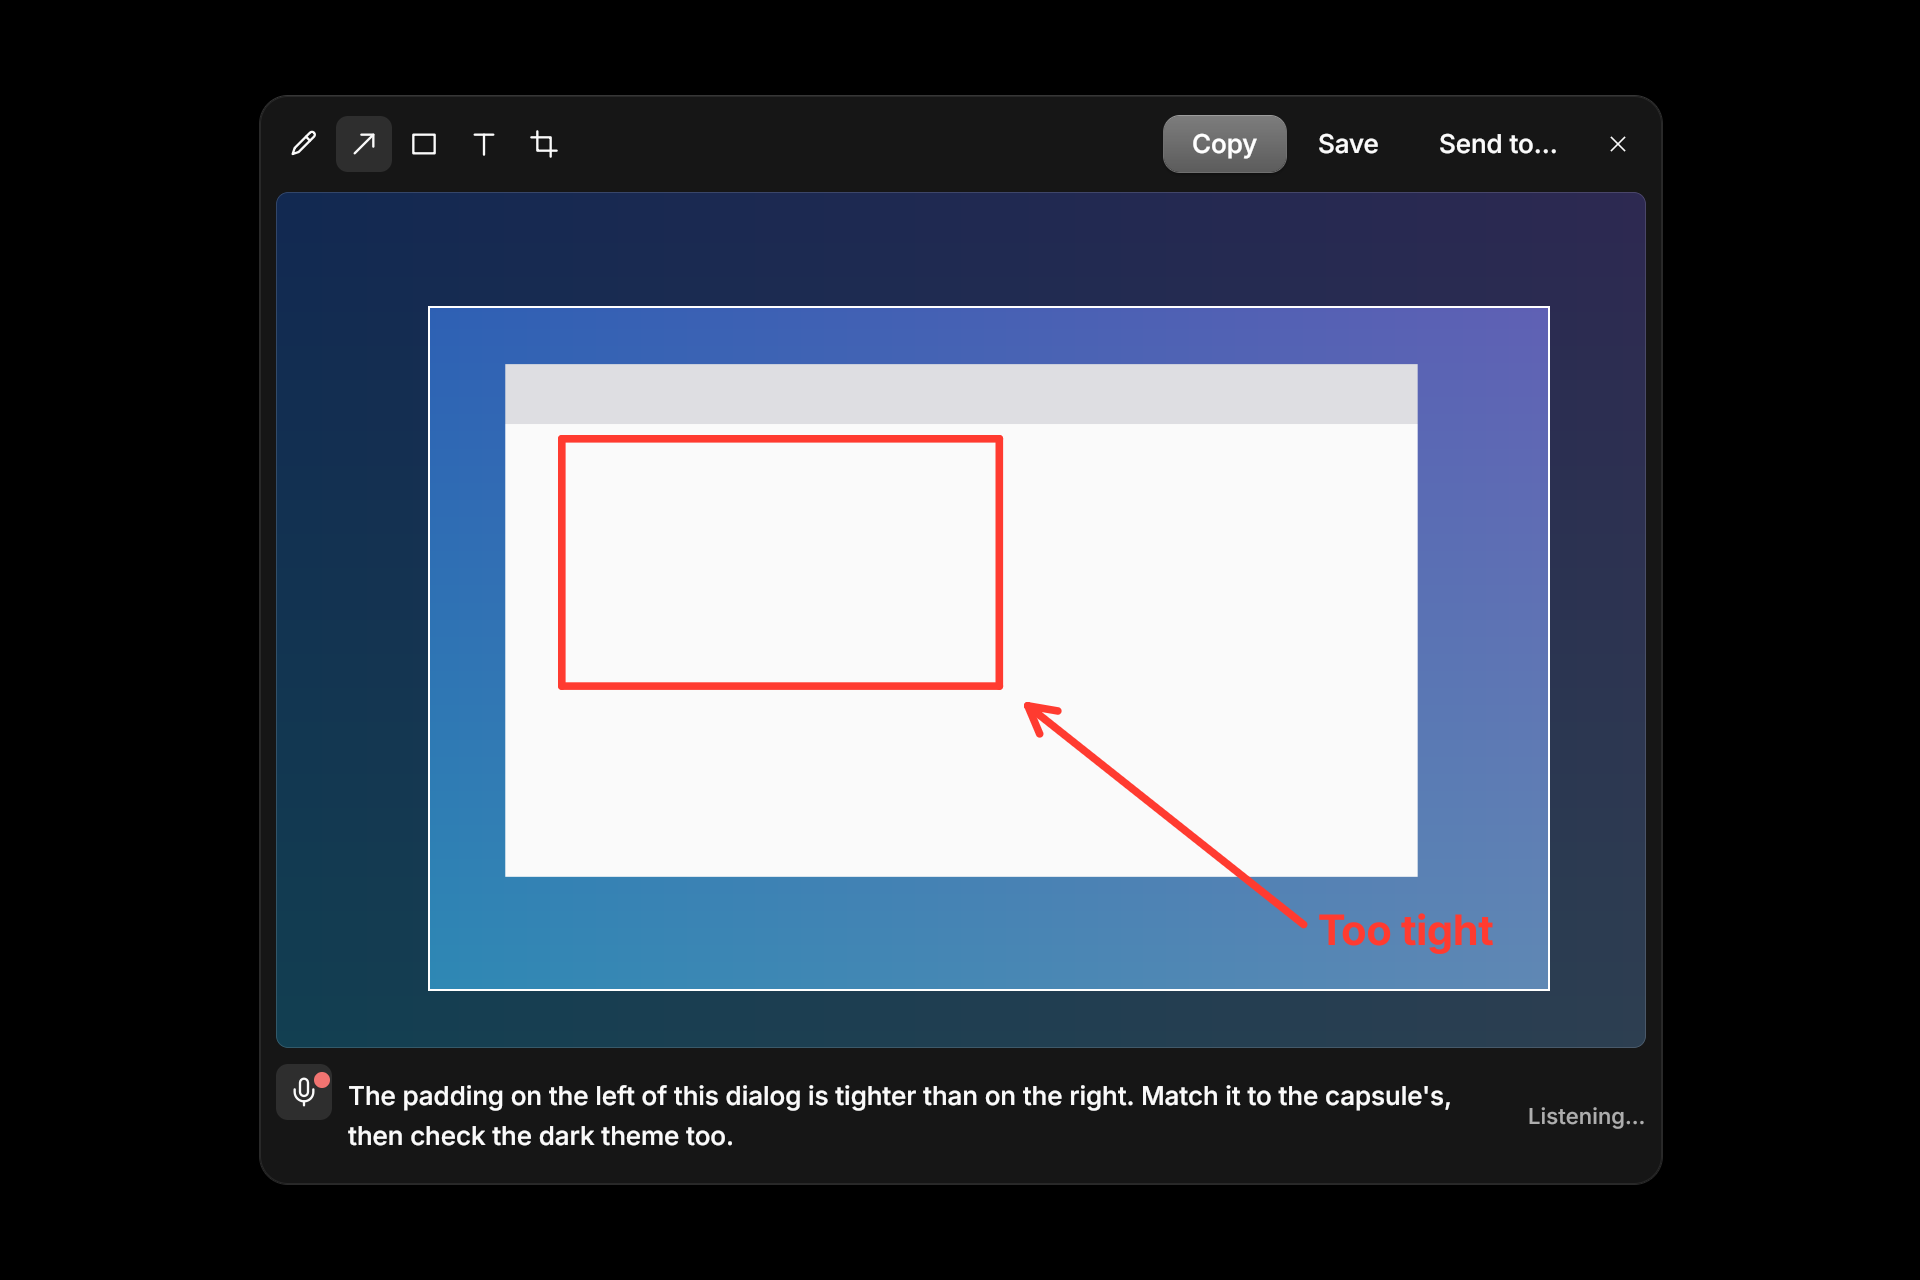 Copy Save Send to...
Too tight
The padding on the left of this dialog is tighter than on the right. Match it to the capsule's,
then check the dark theme too.
Listening...